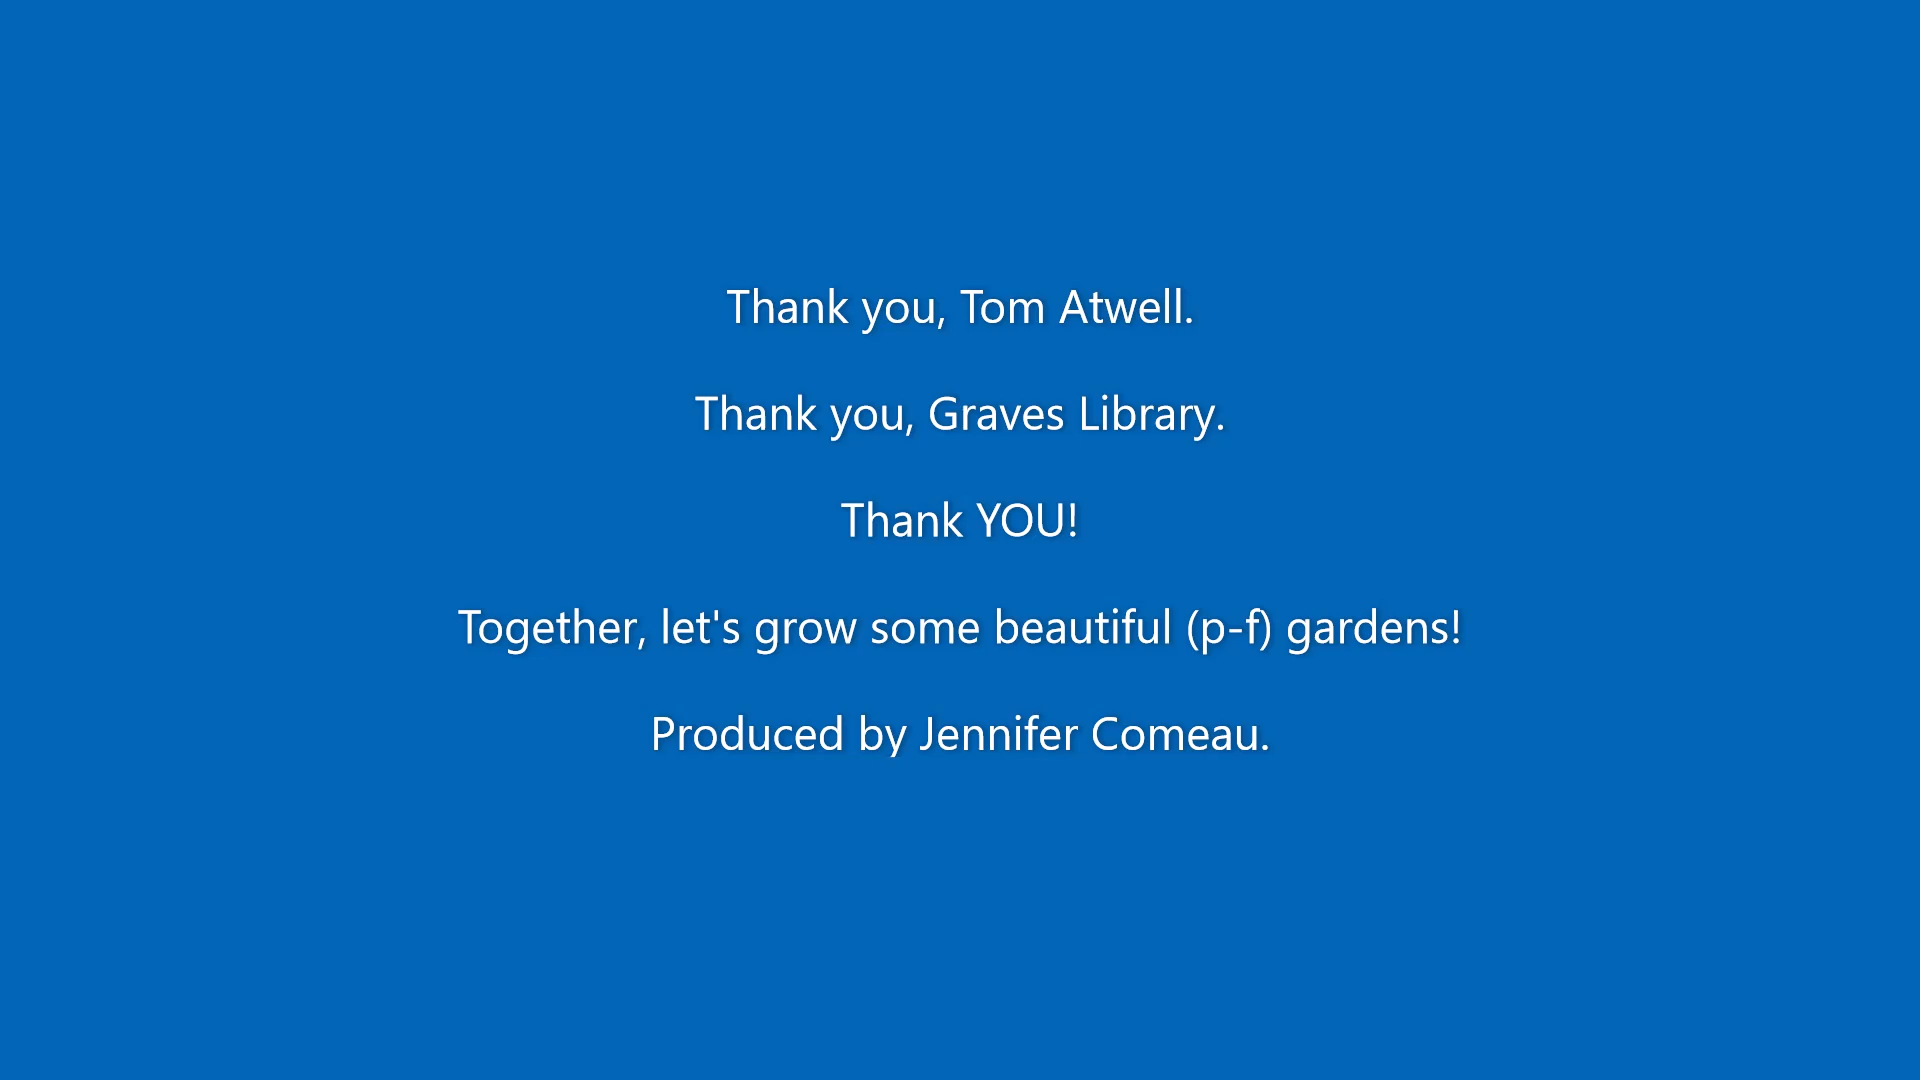 Thank you, Tom Atwell.
Thank you, Graves Library.
Thank YOU!
Together, let's grow some beautiful (p-f) gardens!
Produced by Jennifer Comeau.